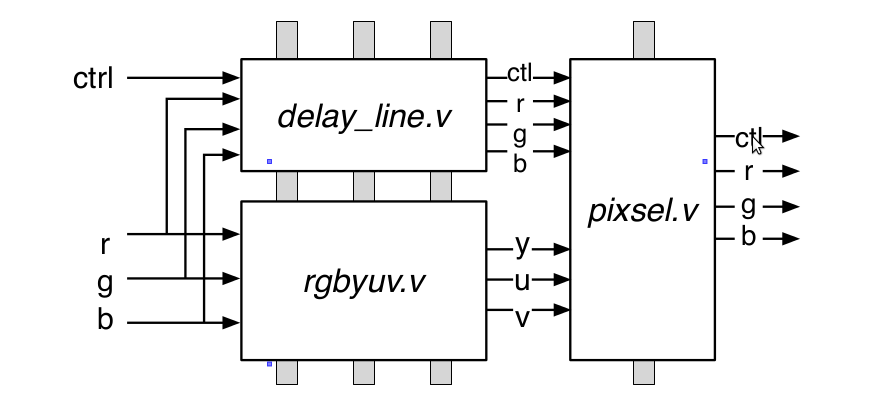 ctrl
r
g
b
delay_line.v
rgbyuv.v
ctl
r
g
b
y
u
v
pixsel.v
ctl
r
g
b